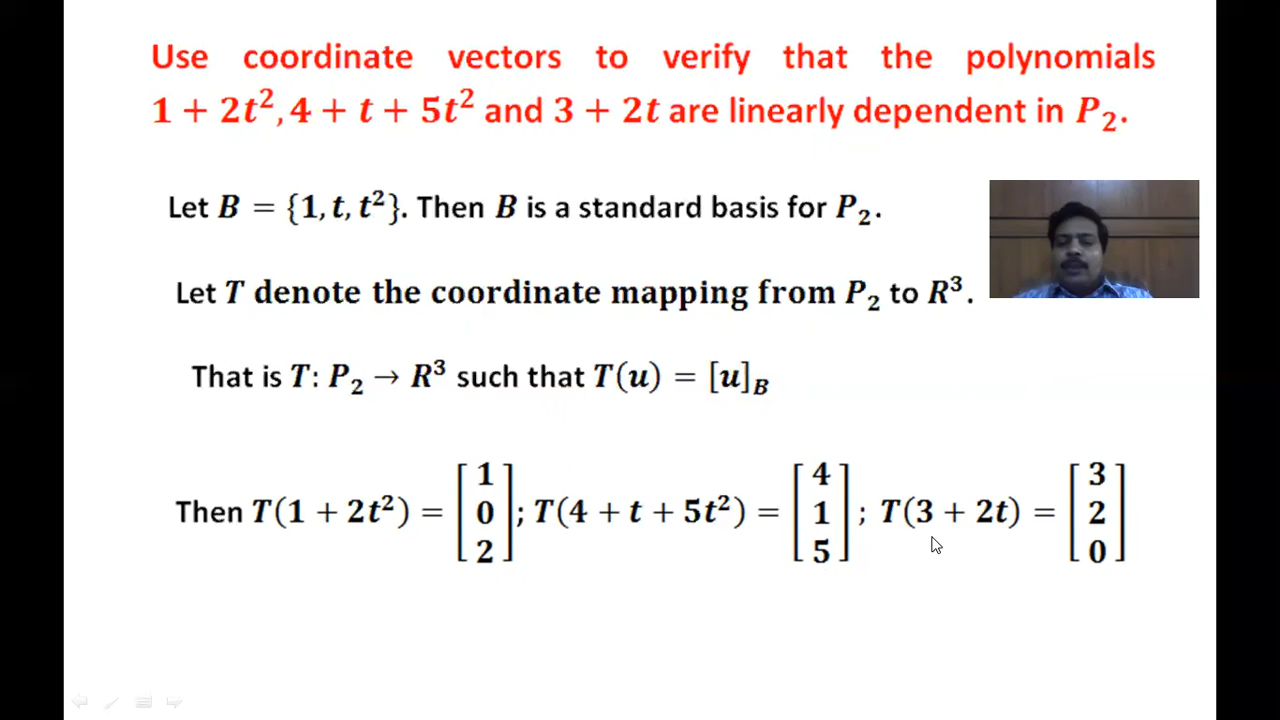 Use coordinate vectors to verify that the polynomials
1 + 2t², 4 + t + 5t² and 3 + 2t are linearly dependent in P₂.
Let B = {1, t, t²}. Then B is a standard basis for P₂.
Let T denote the coordinate mapping from P₂ to R³.
That is T: P₂ → R³ such that T(u) = [u]_B
Then T(1 + 2t²) = [1 0 2]; T(4 + t + 5t²) = [4 1 5]; T(3 + 2t) = [3 2 0]